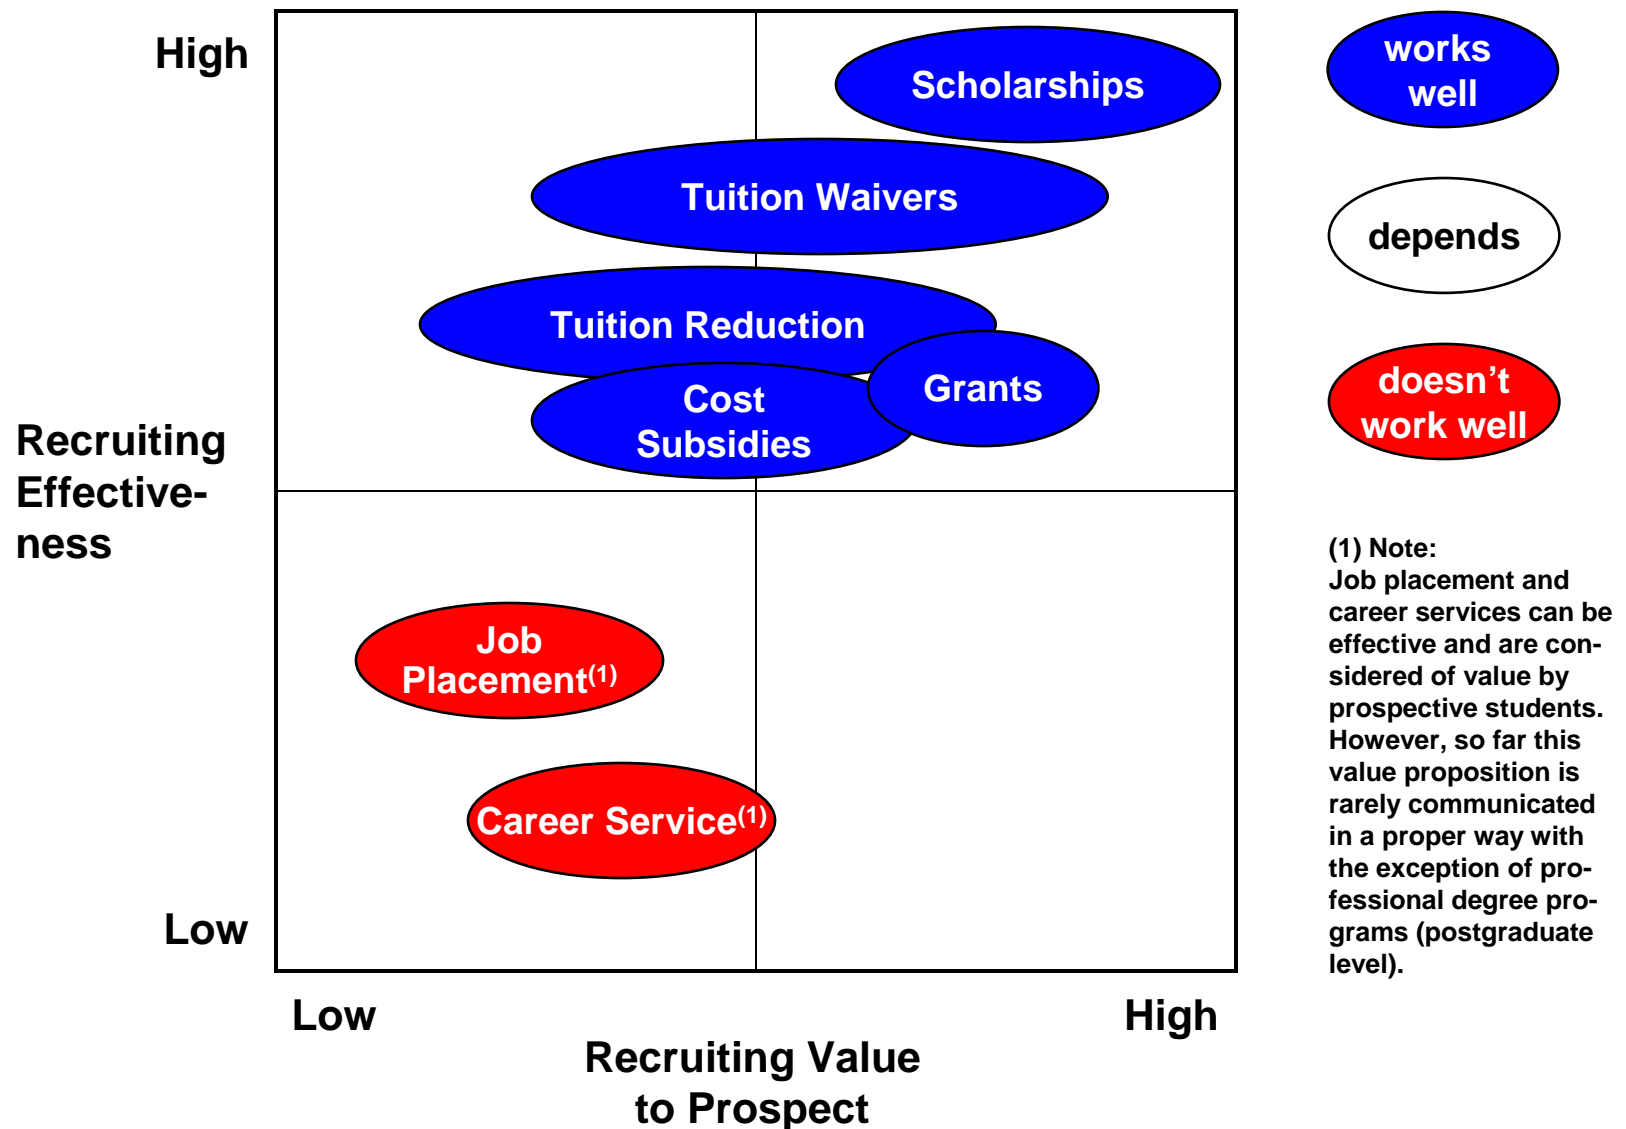 High
Scholarships
Tuition Waivers
Tuition Reduction
Grants
Cost
Subsidies
Recruiting
Effective-
ness
Job
Placement(1)
Career Service(1)
Low
Low
High
Recruiting Value
to Prospect
works
well
depends
doesn't
work well
(1) Note:
Job placement and
career services can be
effective and are con-
sidered of value by
prospective students.
However, so far this
value proposition is
rarely communicated
in a proper way with
the exception of pro-
fessional degree pro-
grams (postgraduate
level).